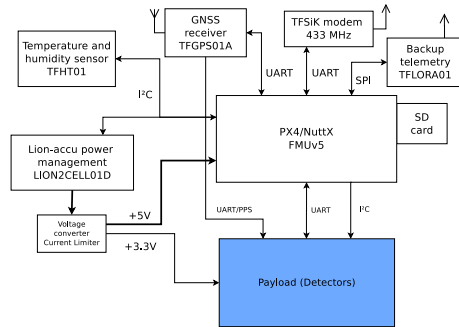 GNSS
receiver
TFGPS01A
TFSiK modem
433 MHz
Temperature and
humidity sensor
TFHT01
Backup
telemetry
TFLORA01
UART
UART
SPI
I²C
PX4/NuttX
FMUv5
SD
card
Lion-accu power
management
LION2CELL01D
+5V
Voltage
converter
Current Limiter
+3.3V
UART/PPS
UART
I²C
Payload (Detectors)